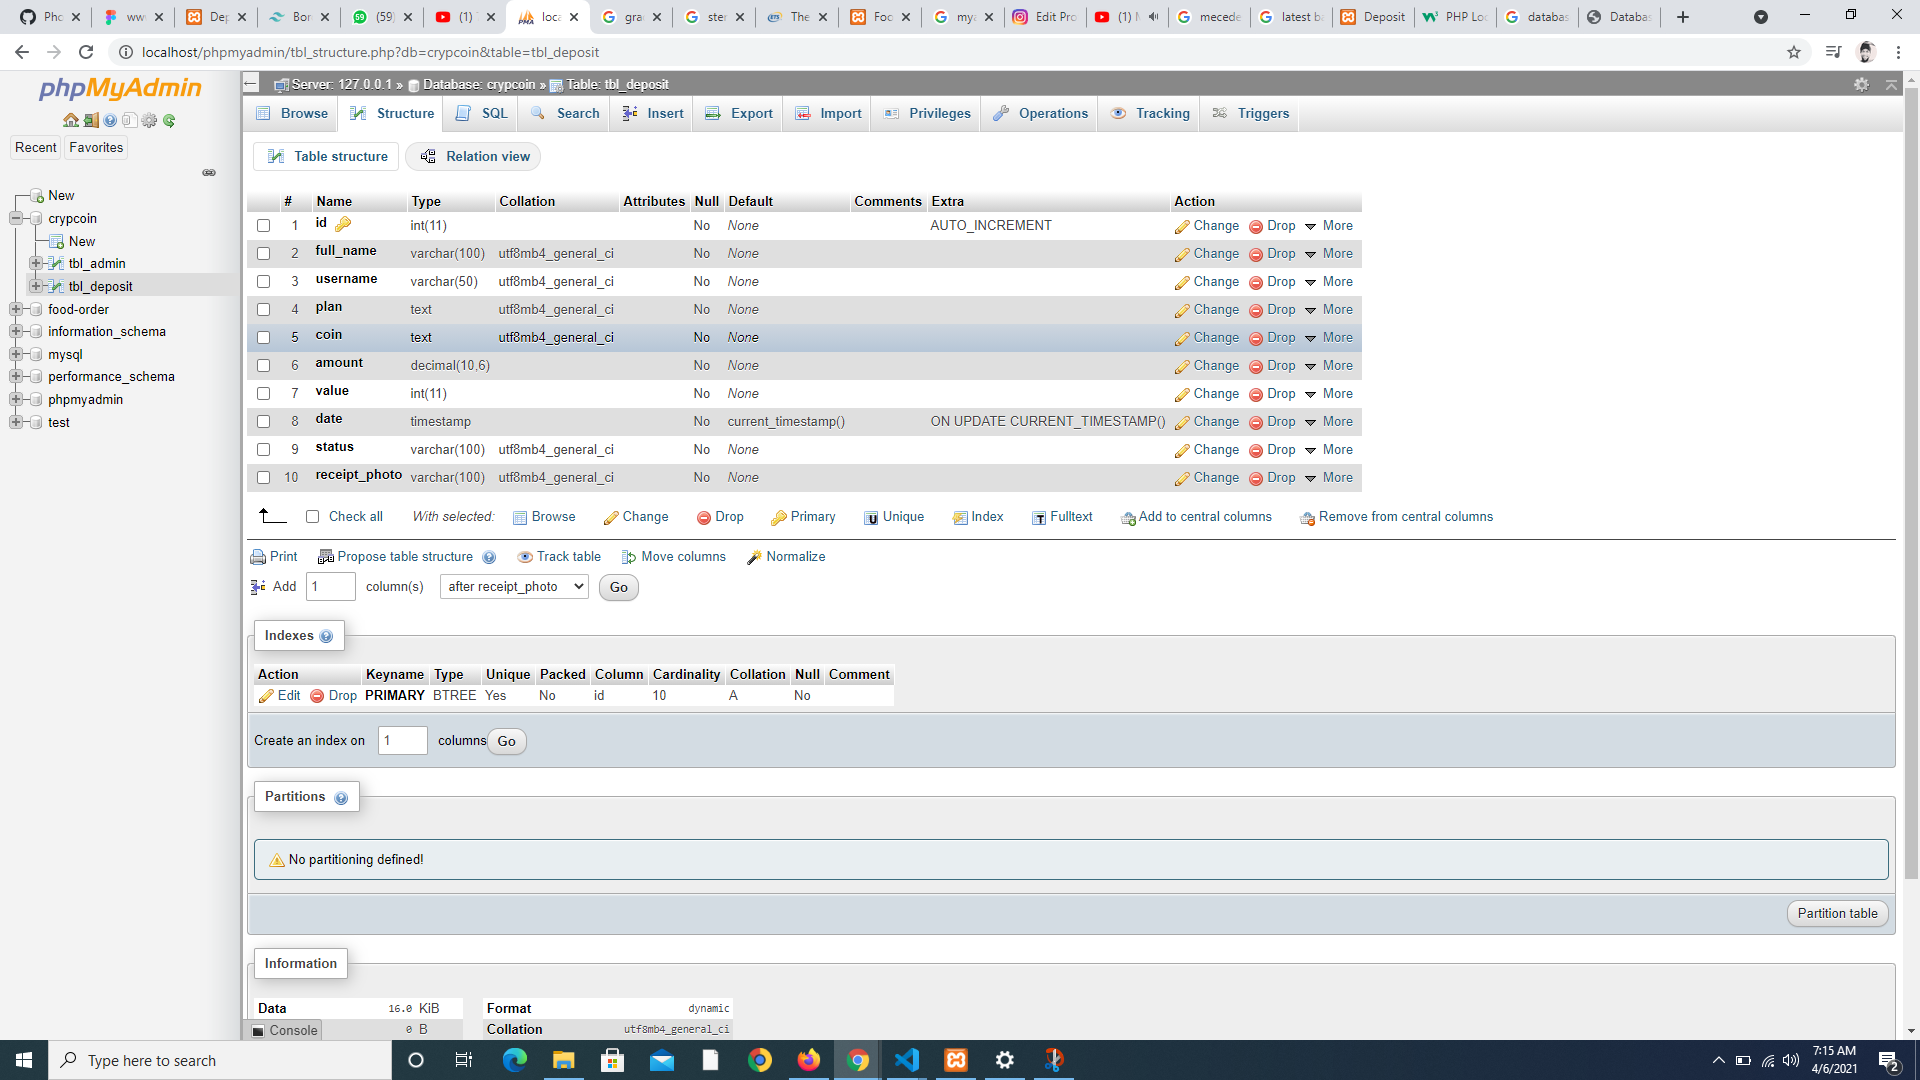 Pho
ww
Dep
Bor
(59)
(1)
loca
gra
ster
The
Foo
mya
Edit Pro
(1) M
mecede
latest b
Deposit
PHP Lo
databas
Databas
localhost/phpmyadmin/tbl_structure.php?db=crypcoin&table=tbl_deposit
phpMyAdmin
Recent Favorites
New
crypcoin
New
tbl_admin
tbl_deposit
food-order
information_schema
mysql
performance_schema
phpmyadmin
test
Server: 127.0.0.1 » Database: crypcoin » Table: tbl_deposit
Browse Structure SQL Search Insert Export Import Privileges Operations Tracking Triggers
Table structure Relation view
# Name Type Collation Attributes Null Default Comments Extra Action
1 id int(11) No None AUTO_INCREMENT Change Drop More
2 full_name varchar(100) utf8mb4_general_ci No None Change Drop More
3 username varchar(50) utf8mb4_general_ci No None Change Drop More
4 plan text utf8mb4_general_ci No None Change Drop More
5 coin text utf8mb4_general_ci No None Change Drop More
6 amount decimal(10,6) No None Change Drop More
7 value int(11) No None Change Drop More
8 date timestamp No current_timestamp() ON UPDATE CURRENT_TIMESTAMP() Change Drop More
9 status varchar(100) utf8mb4_general_ci No None Change Drop More
10 receipt_photo varchar(100) utf8mb4_general_ci No None Change Drop More
Check all With selected: Browse Change Drop Primary Unique Index Fulltext Add to central columns Remove from central columns
Print Propose table structure Track table Move columns Normalize
Add 1 column(s) after receipt_photo Go
Indexes
Action Keyname Type Unique Packed Column Cardinality Collation Null Comment
Edit Drop PRIMARY BTREE Yes No id 10 A No
Create an index on 1 columns Go
Partitions
No partitioning defined!
Partition table
Information
Data 16.0 KiB Format dynamic
Console 0 B Collation utf8mb4_general_ci
Type here to search
7:15 AM
4/6/2021
2